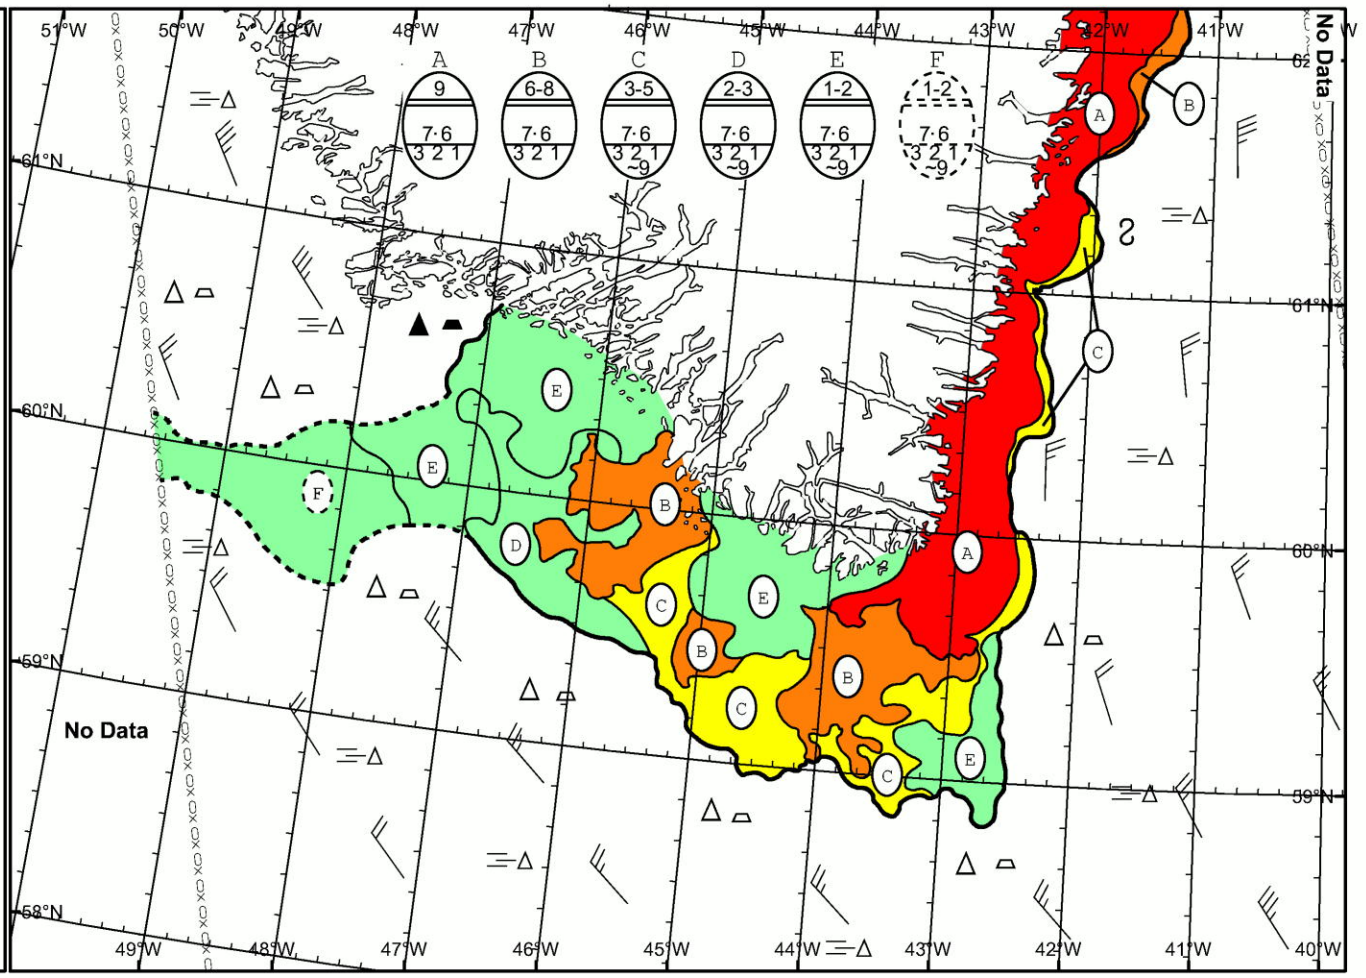 51°W 50°W 49°W 48°W 47°W 46°W 45°W 44°W 43°W 42°W 41°W W
No Data
A B C D E F
9 6-8 3-5 2-3 1-2 1-2
7·6 7·6 7·6 7·6 7·6 7·6
3 2 1 3 2 1 3 2 1 3 2 1 3 2 1 3 2 1
~9 ~9 ~9 ~9
62
A B
61°N
61°N
C
60°N
E
E
F
B
D
A
60°N
E
C
B
59°N
B
C
No Data
E
C
59°N
58°N
49°W 48°W 47°W 46°W 45°W 44°W 43°W 42°W 41°W 40°W